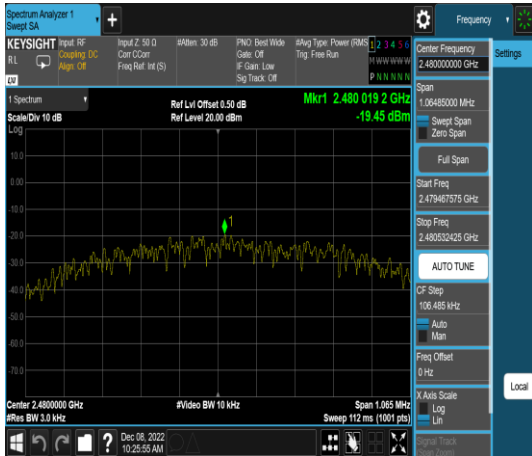 Spectrum Analyzer 1
Swept SA
Frequency
KEYSIGHT
RL
LXI
Input: RF
Coupling: DC
Align: Off
Input Z: 50 Ω
Corr CCorr
Freq Ref: Int (S)
#Atten: 30 dB
PNO: Best Wide
Gate: Off
IF Gain: Low
Sig Track: Off
#Avg Type: Power (RMS
Trig: Free Run
1 2 3 4 5 6
M W W W W W
P N N N N N
1 Spectrum
Scale/Div 10 dB
Ref Lvl Offset 0.50 dB
Ref Level 20.00 dBm
Mkr1 2.480 019 2 GHz
-19.45 dBm
Log
10.0
0.00
-10.0
-20.0
-30.0
-40.0
-50.0
-60.0
-70.0
1
Center 2.4800000 GHz
#Res BW 3.0 kHz
#Video BW 10 kHz
Span 1.065 MHz
Sweep 112 ms (1001 pts)
Dec 08, 2022
10:25:55 AM
Center Frequency
2.480000000 GHz
Settings
Span
1.06485000 MHz
Swept Span
Zero Span
Full Span
Start Freq
2.479467575 GHz
Stop Freq
2.480532425 GHz
AUTO TUNE
CF Step
106.485 kHz
Auto
Man
Freq Offset
0 Hz
X Axis Scale
Log
Lin
Local
Signal Track
(Span Zoom)